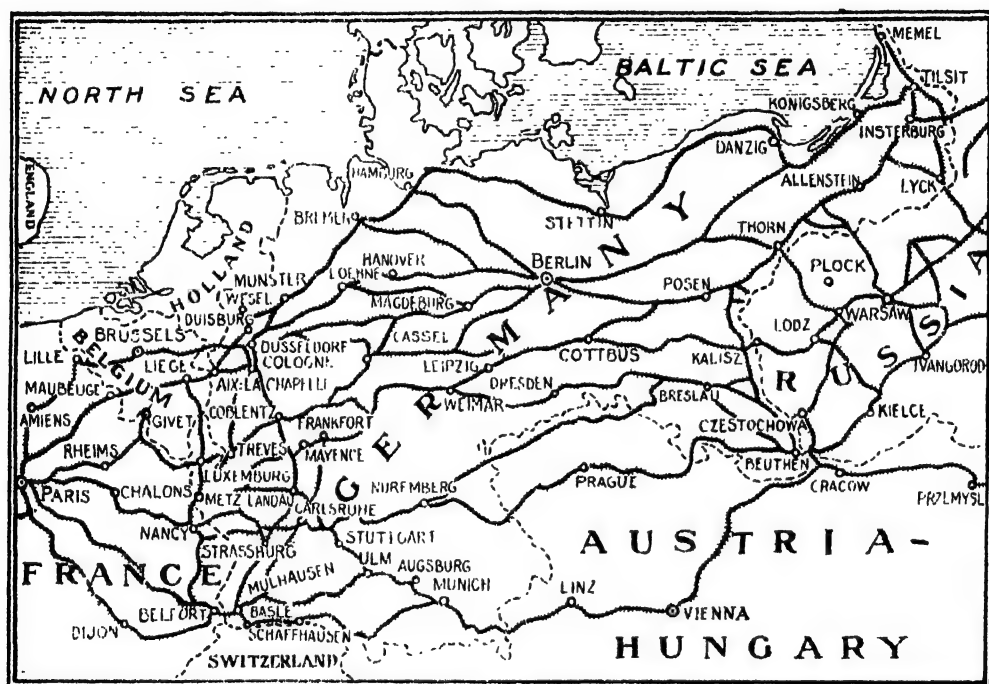 MEMEL
NORTH SEA
BALTIC SEA
TILSIT
KONIGSBERG
INSTERBURG
DANZIG
ENGLAND
HAMBURG
ALLENSTEIN
LYCK
BREMEN
STETTIN
THORN
HOLLAND
HANOVER
BERLIN
PLOCK
MUNSTER
LOEHNE
WESEL
MAGDEBURG
POSEN
WARSAW
DUISBURG
LODZ
BELGIUM
BRUSSELS
CASSEL
COTTBUS
LILLE
DUSSELDORF
KALISZ
IVANGOROD
LIEGE
COLOGNE
LEIPZIG
MAUBEUGE
AIX-LA-CHAPELLE
DRESDEN
BRESLAU
WEIMAR
AMIENS
GIVET
COBLENTZ
FRANKFORT
CZESTOCHOWA
KIELCE
RHEIMS
TREVES
MAYENCE
BEUTHEN
LUXEMBURG
PRAGUE
CRACOW
PARIS
CHALONS
METZ
LANDAU
CARLSRUHE
NUREMBERG
PRZLMYSL
NANCY
STUTTGART
STRASSBURG
ULM
GERMANY
RUSSIA
FRANCE
MULHAUSEN
AUGSBURG
MUNICH
LINZ
AUSTRIA-
BELFORT
BASLE
VIENNA
DIJON
SCHAFFHAUSEN
SWITZERLAND
HUNGARY